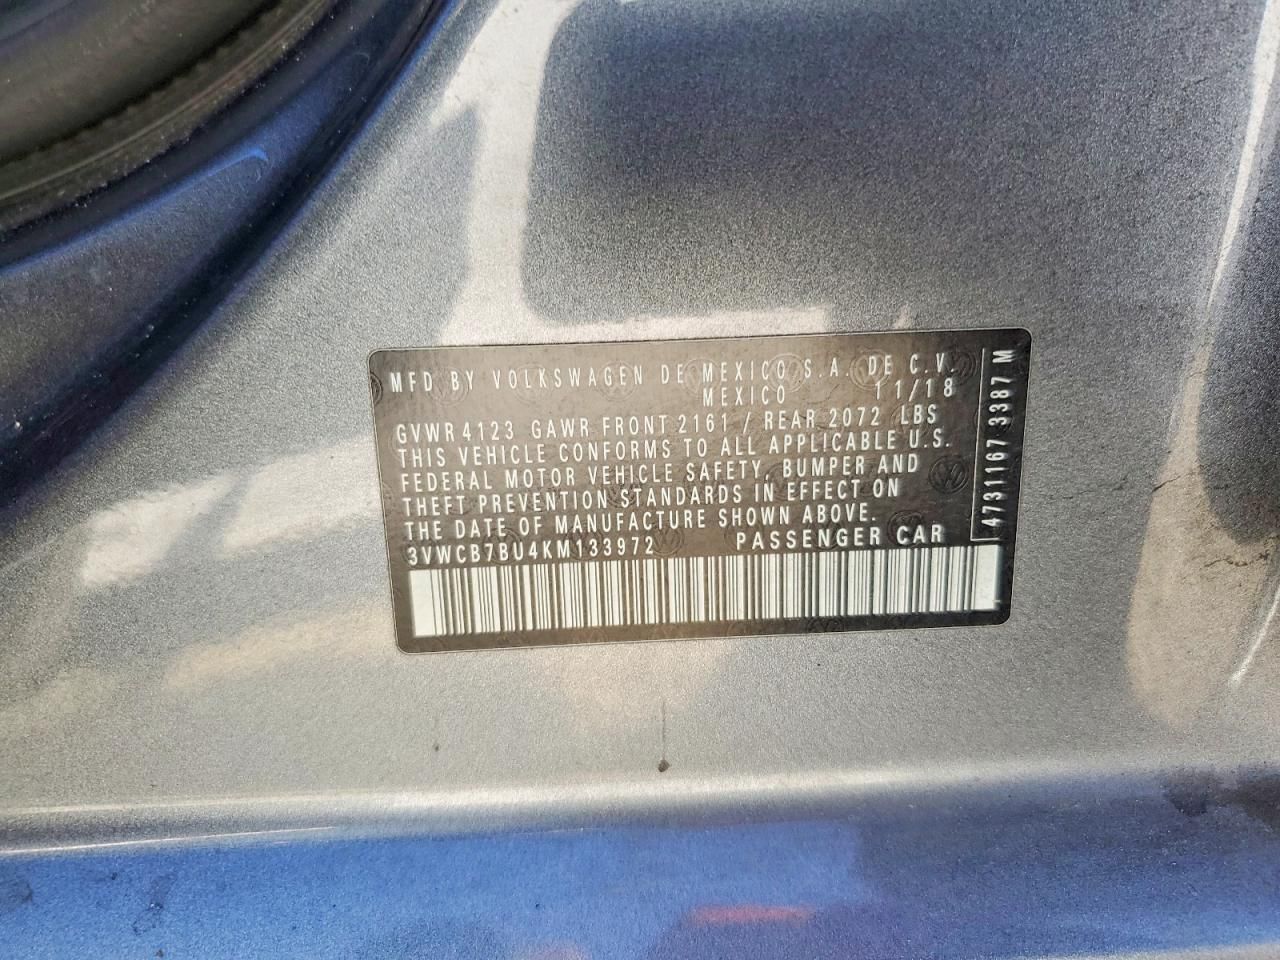 MFD BY VOLKSWAGEN DE MEXICO S.A. DE C.V.
MEXICO 11/18
GVWR 4123 GAWR FRONT 2161 / REAR 2072 LBS
THIS VEHICLE CONFORMS TO ALL APPLICABLE U.S.
FEDERAL MOTOR VEHICLE SAFETY, BUMPER AND
THEFT PREVENTION STANDARDS IN EFFECT ON
THE DATE OF MANUFACTURE SHOWN ABOVE.
3VWCB7BU4KM133972 PASSENGER CAR
4731167 3387 M